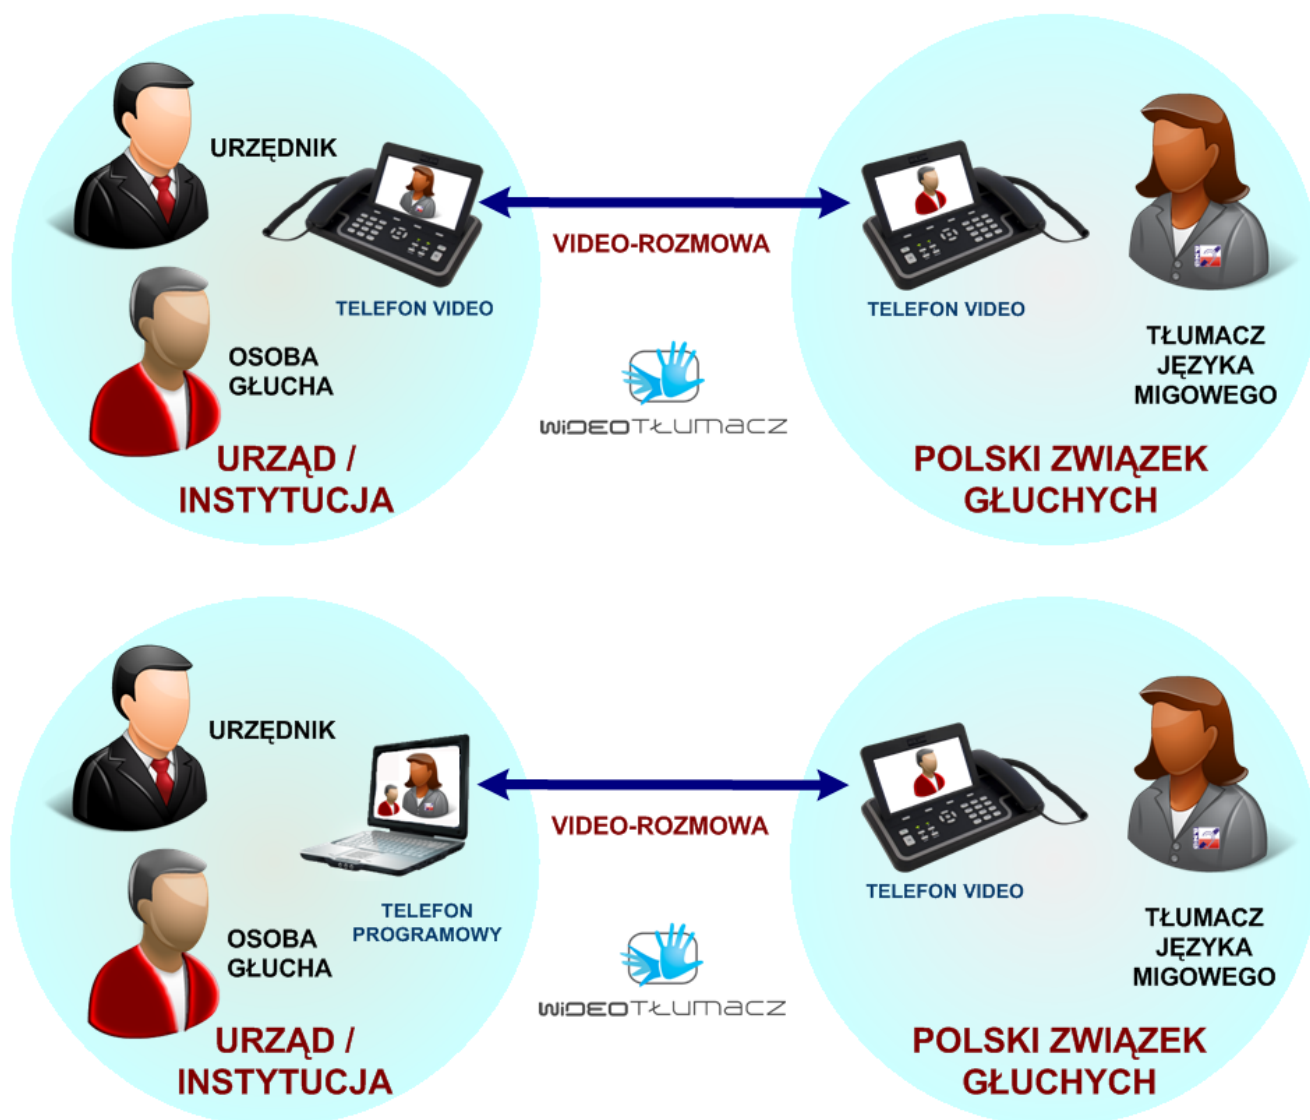 URZĘDNIK
VIDEO-ROZMOWA
TELEFON VIDEO
TELEFON VIDEO
OSOBA
GŁUCHA
TŁUMACZ
JĘZYKA
MIGOWEGO
WiDEOTŁUMACZ
URZĄD /
INSTYTUCJA
POLSKI ZWIĄZEK
GŁUCHYCH
URZĘDNIK
VIDEO-ROZMOWA
TELEFON
PROGRAMOWY
TELEFON VIDEO
OSOBA
GŁUCHA
TŁUMACZ
JĘZYKA
MIGOWEGO
WiDEOTŁUMACZ
URZĄD /
INSTYTUCJA
POLSKI ZWIĄZEK
GŁUCHYCH